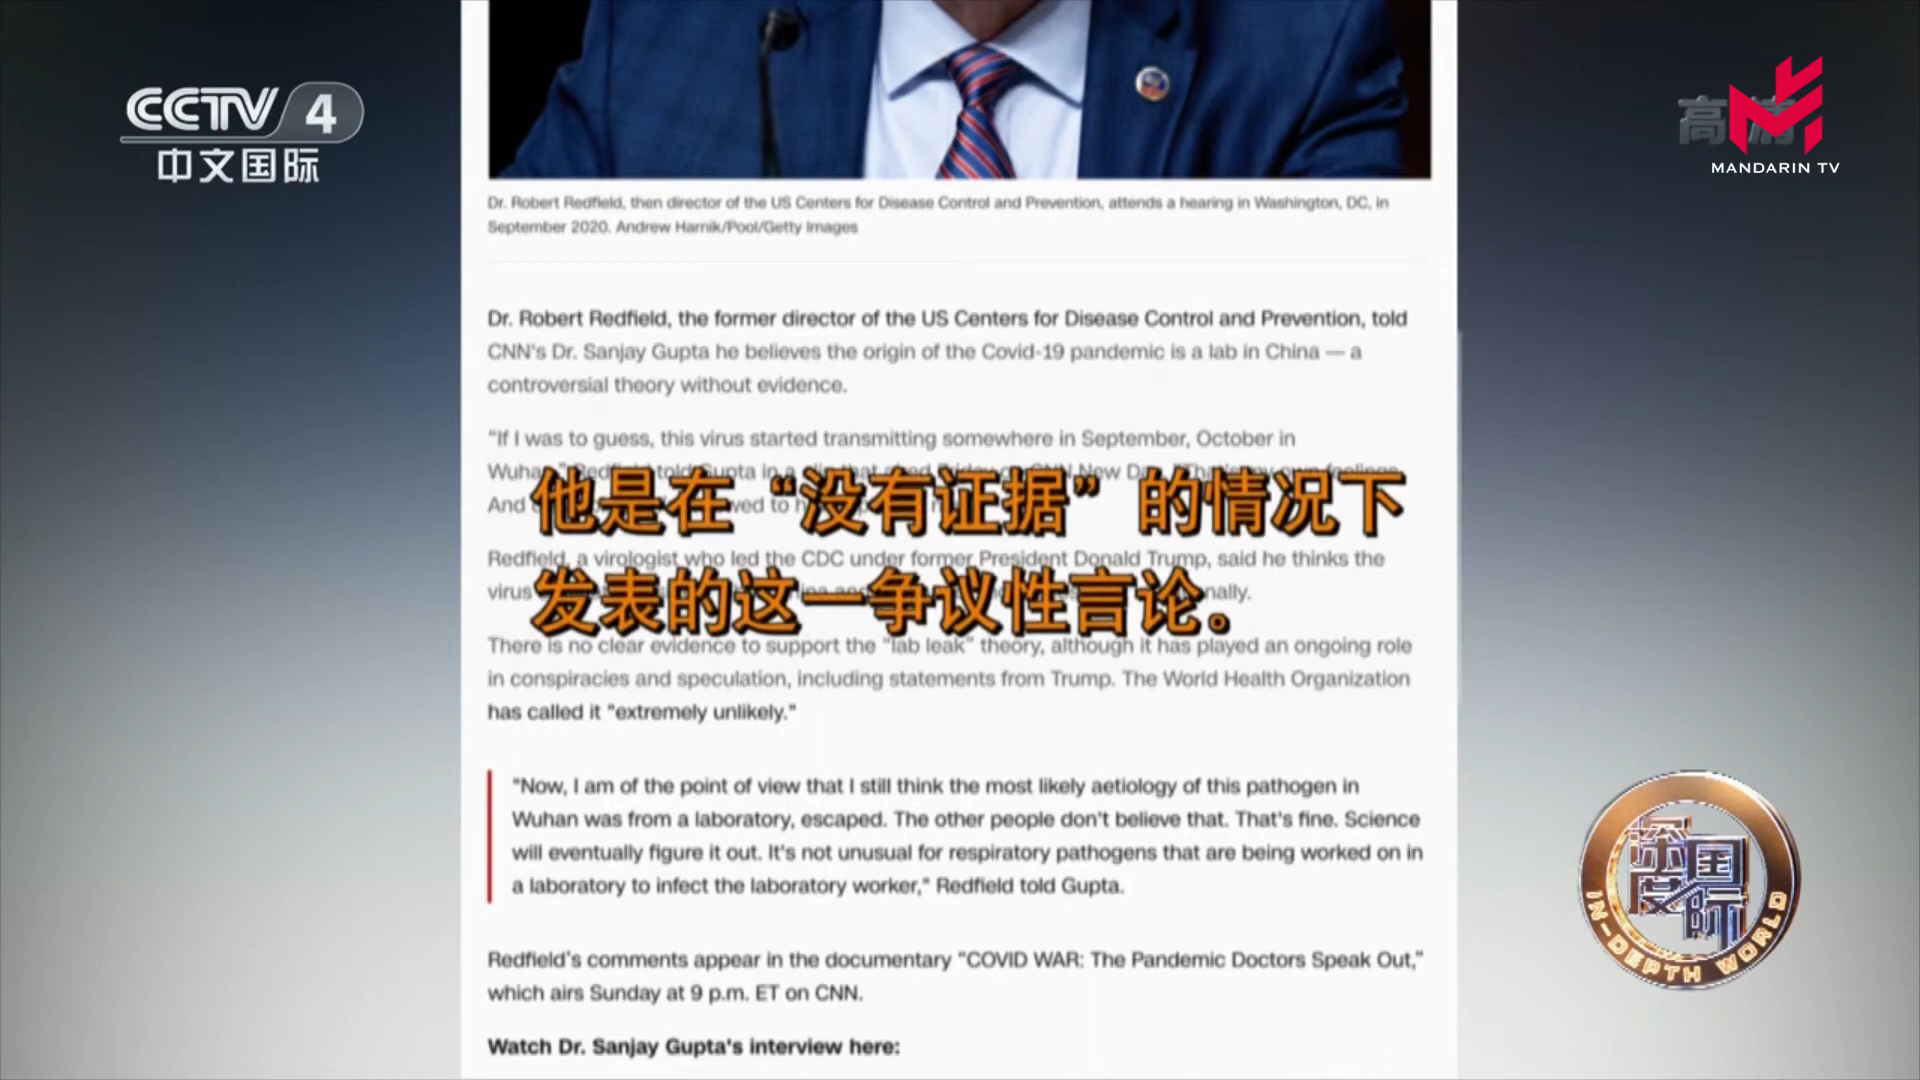 CCTV 4
中文国际
高清
MANDARIN TV
Dr. Robert Redfield, then director of the US Centers for Disease Control and Prevention, attends a hearing in Washington, DC, in
September 2020. Andrew Harnik/Pool/Getty Images
Dr. Robert Redfield, the former director of the US Centers for Disease Control and Prevention, told
CNN's Dr. Sanjay Gupta he believes the origin of the Covid-19 pandemic is a lab in China — a
controversial theory without evidence.
"If I was to guess, this virus started transmitting somewhere in September, October in
told Gupta in a
And
他是在“没有证据”的情况下
Redfield, a virologist who led the CDC under former President Donald Trump, said he thinks the
virus
发表的这一争议性言论。
There is no clear evidence to support the "lab leak" theory, although it has played an ongoing role
in conspiracies and speculation, including statements from Trump. The World Health Organization
has called it "extremely unlikely."
"Now, I am of the point of view that I still think the most likely aetiology of this pathogen in
Wuhan was from a laboratory, escaped. The other people don't believe that. That's fine. Science
will eventually figure it out. It's not unusual for respiratory pathogens that are being worked on in
a laboratory to infect the laboratory worker," Redfield told Gupta.
Redfield's comments appear in the documentary "COVID WAR: The Pandemic Doctors Speak Out,"
which airs Sunday at 9 p.m. ET on CNN.
Watch Dr. Sanjay Gupta's interview here:
深度国际
IN-DEPTH WORLD